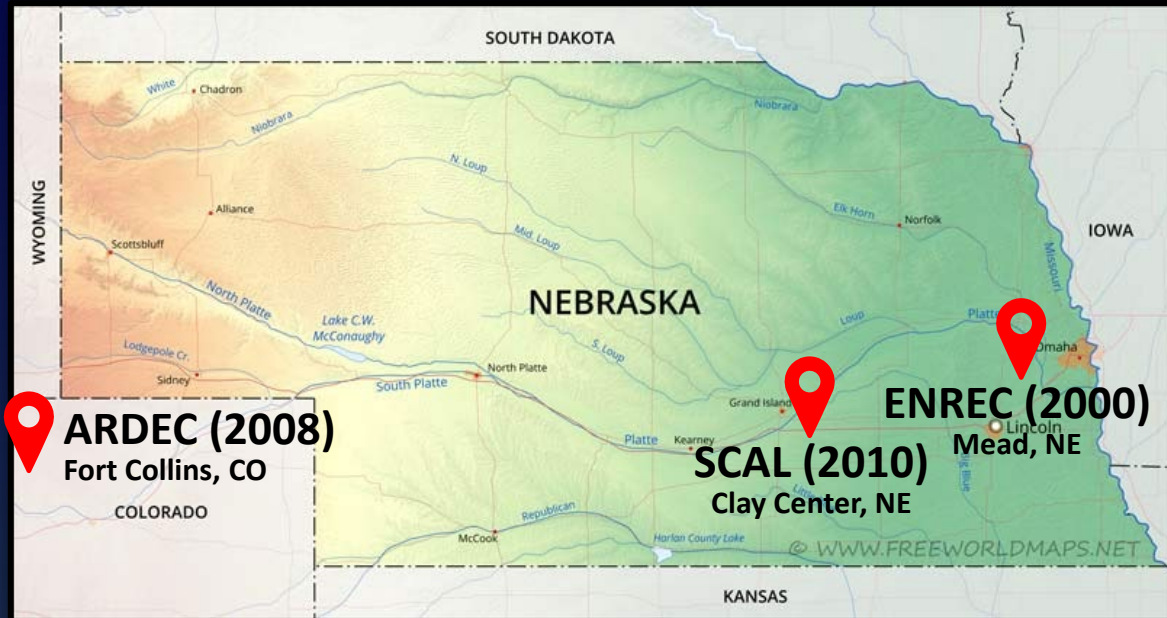 SOUTH DAKOTA
White
Chadron
Niobrara
Niobrara
N. Loup
WYOMING
Alliance
Elk Horn
Norfolk
IOWA
Scottsbluff
Mid. Loup
Missouri
North Platte
NEBRASKA
Lake C.W.
McConaughy
Loup
Platte
Lodgepole Cr.
S. Loup
Omaha
Sidney
North Platte
South Platte
Grand Island
ENREC (2000)
ARDEC (2008)
Lincoln
Mead, NE
Platte
Kearney
SCAL (2010)
Fort Collins, CO
Big Blue
Clay Center, NE
COLORADO
Republican
McCook
Harlan County Lake
© WWW.FREEWORLDMAPS.NET
KANSAS